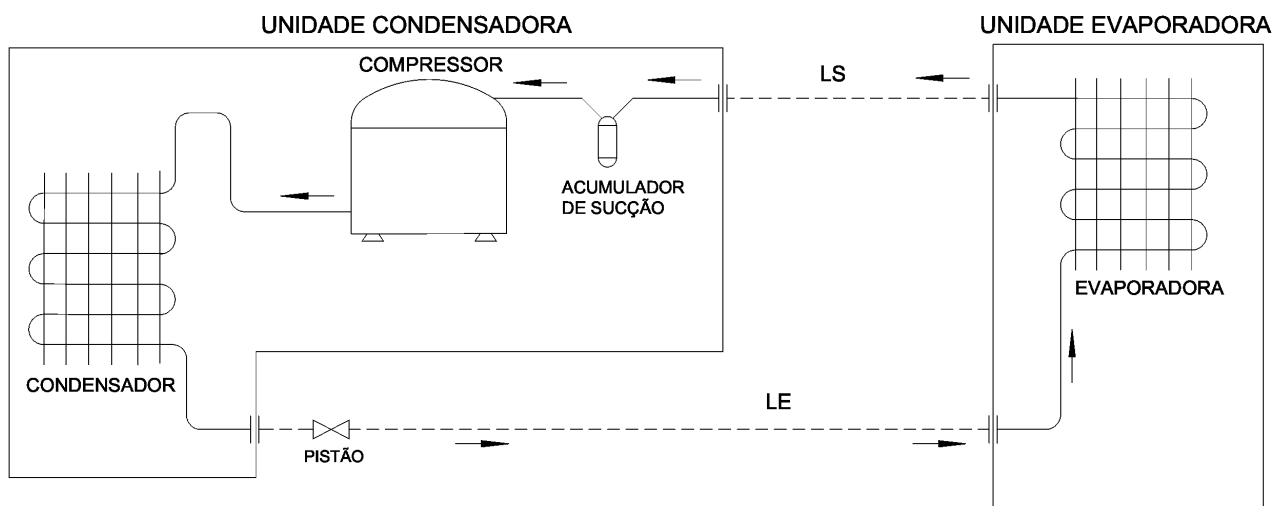 UNIDADE CONDENSADORA
UNIDADE EVAPORADORA
COMPRESSOR
LS
ACUMULADOR
DE SUCÇÃO
EVAPORADORA
CONDENSADOR
LE
PISTÃO